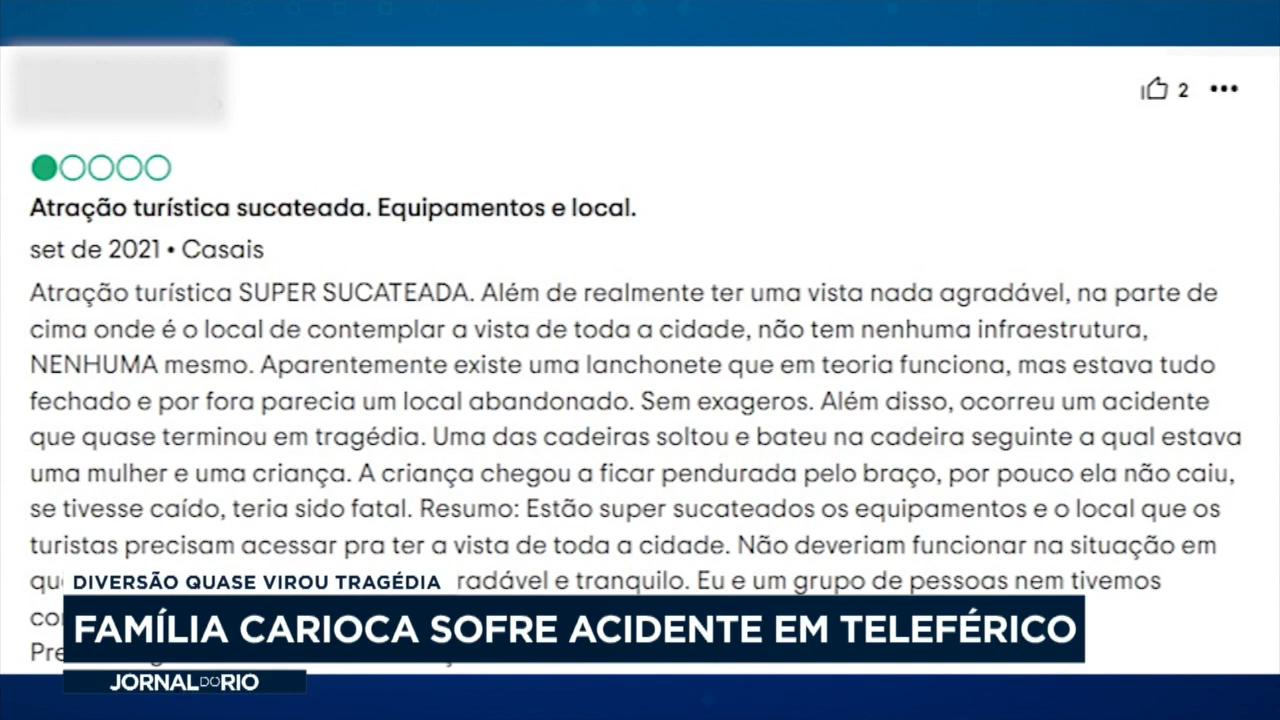 2
Atração turística sucateada. Equipamentos e local.
set de 2021 • Casais
Atração turística SUPER SUCATEADA. Além de realmente ter uma vista nada agradável, na parte de
cima onde é o local de contemplar a vista de toda a cidade, não tem nenhuma infraestrutura,
NENHUMA mesmo. Aparentemente existe uma lanchonete que em teoria funciona, mas estava tudo
fechado e por fora parecia um local abandonado. Sem exageros. Além disso, ocorreu um acidente
que quase terminou em tragédia. Uma das cadeiras soltou e bateu na cadeira seguinte a qual estava
uma mulher e uma criança. A criança chegou a ficar pendurada pelo braço, por pouco ela não caiu,
se tivesse caído, teria sido fatal. Resumo: Estão super sucateados os equipamentos e o local que os
turistas precisam acessar pra ter a vista de toda a cidade. Não deveriam funcionar na situação em
radável e tranquilo. Eu e um grupo de pessoas nem tivemos
DIVERSÃO QUASE VIROU TRAGÉDIA
FAMÍLIA CARIOCA SOFRE ACIDENTE EM TELEFÉRICO
JORNAL DO RIO